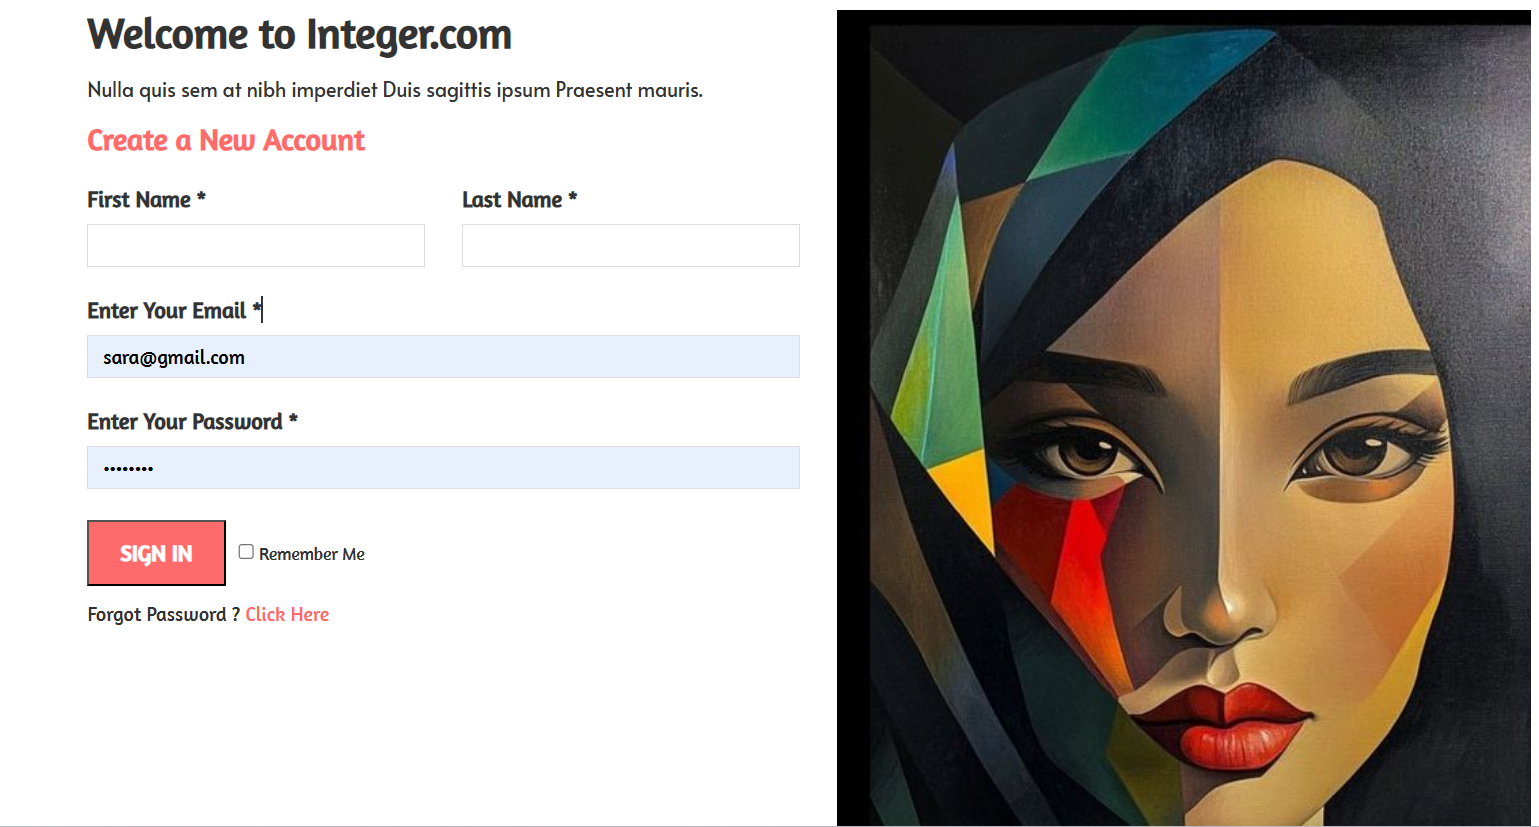 Welcome to Integer.com
Nulla quis sem at nibh imperdiet Duis sagittis ipsum Praesent mauris.
Create a New Account
First Name * Last Name *
Enter Your Email *
sara@gmail.com
Enter Your Password *
••••••••
SIGN IN Remember Me
Forgot Password ? Click Here